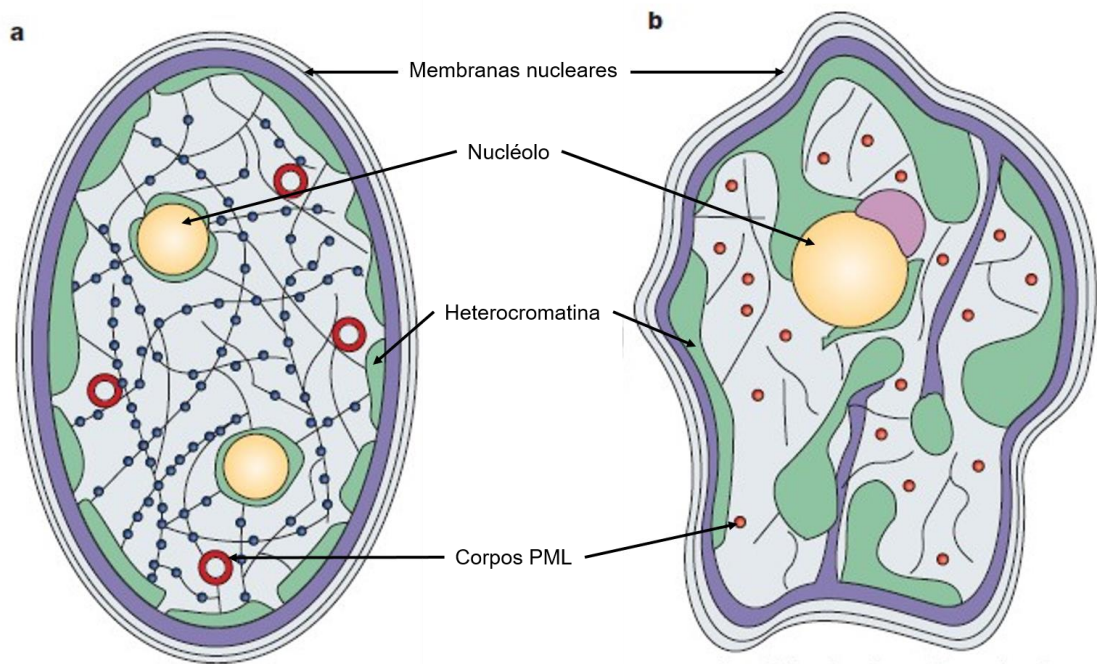 a
b
Membranas nucleares
Nucléolo
Heterocromatina
Corpos PML